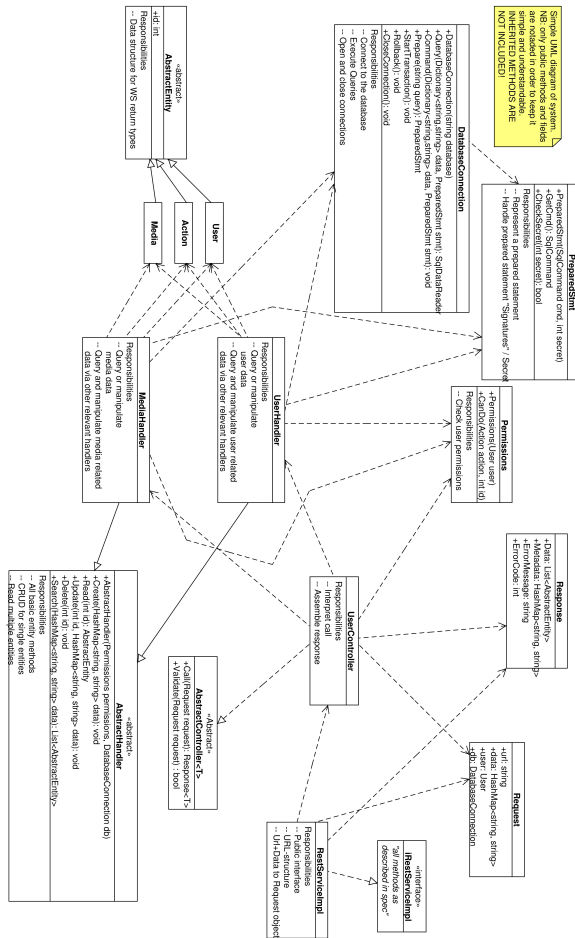 Simple UML diagram of system.
NB: only public methods and fields
are notaded in order to keep it
simple and understandable.
INHERITED METHODS ARE
NOT INCLUDED!
DatabaseConnection
+DatabaseConnection(string database)
+Query(Dictionary<string,string> data, PreparedStmt stmt): SqlDataReader
+Command(Dictionary<string,string> data, PreparedStmt stmt): void
+Prepare(string query): PreparedStmt
+StartTransaction(): void
+Rollback(): void
+CloseConnection(): void
Responsibilities
-- Connect to the database
-- Execute Queries
-- Open and close connections
PreparedStmt
+PreparedStmt(SqlCommand cmd, int secret)
+GetCmd(): SqlCommand
+CheckSecret(int secret): bool
Responsibilities
-- Represent a prepared statement
-- Handle prepared statement "Signatures" / Secret
«abstract»
AbstractEntity
+id: int
Responsibilities
-- Data structure for WS return types
User
Action
Media
Permissions
+Permissions(User user)
+CanDo(Action action, int id)
Responsibilities
-- Check user permissions
UserHandler
Responsibilities
-- Query or manipulate
user data
-- Query and manipulate user related
data via other relevant handlers
MediaHandler
Responsibilities
-- Query or manipulate
media data
-- Query and manipulate media related
data via other relevant handlers
Response
+Data: List<AbstractEntity>
+Metadata: HashMap<string, string>
+ErrorMessage: string
+ErrorCode: int
UserController
Responsibilities
-- Interpret call
-- Assemble response
«abstract»
AbstractHandler
+AbstractHandler(Permissions permissions, DatabaseConnection db)
+Create(HashMap<string, string> data): void
+Read(int id): AbstractEntity
+Update(int id, HashMap<string, string> data): void
+Delete(int id): void
+Search(HashMap<string, string> data): List<AbstractEntity>
Responsibilities
-- All basic entity methods
-- CRUD for single entities
-- Read multiple entities
«Abstract»
AbstractController<T>
+Call(Request request): Response<T>
+Validate(Request request) : bool
Request
+url: string
+data: HashMap<string, string>
+user: User
+db: DatabaseConnection
«interface»
iRestServiceImpl
"all methods as
described in spec"
RestServiceImpl
Responsibilities
-- Public interface
-- URL-structure
-- Url+Data to Request object